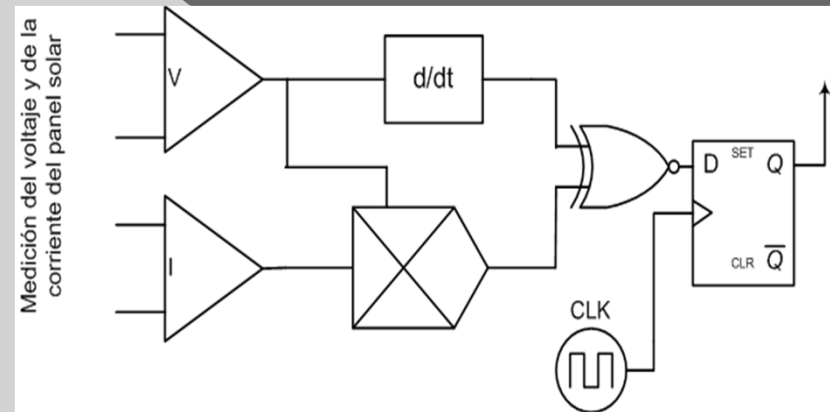 Medición del voltaje y de la
corriente del panel solar
V
d/dt
I
D SET Q
CLR Q̅
CLK